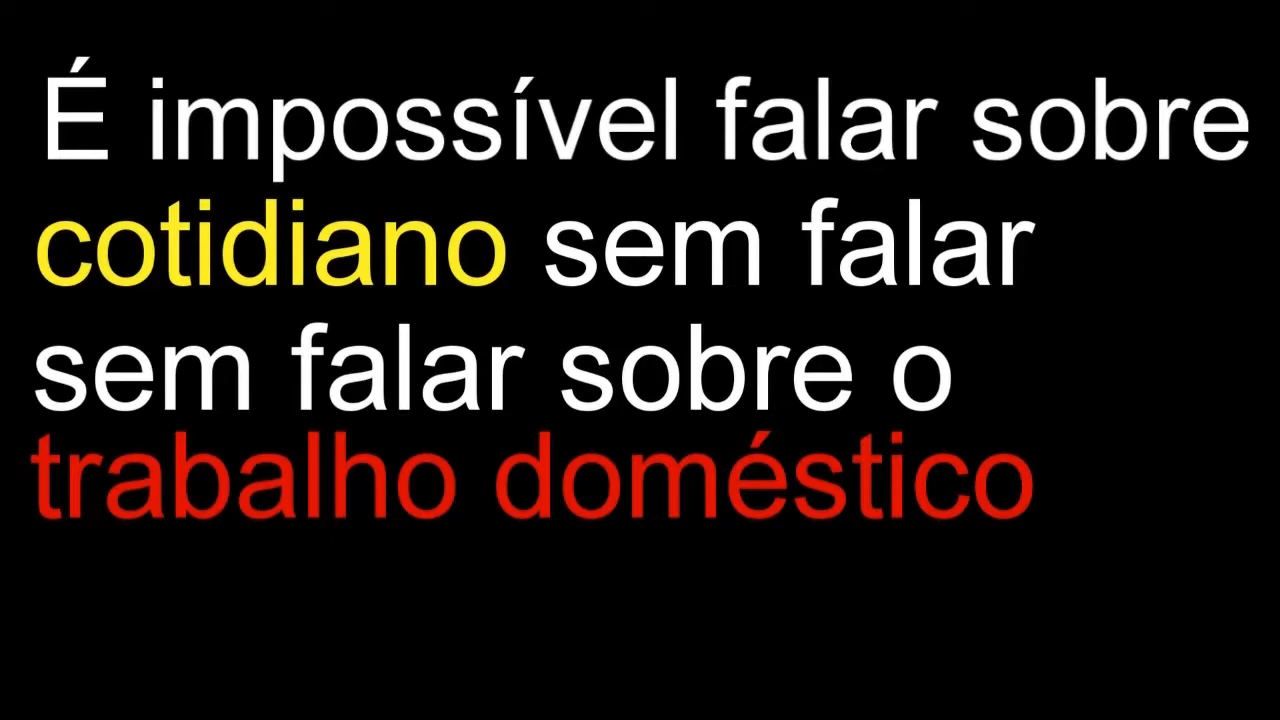 É impossível falar sobre
cotidiano sem falar
sem falar sobre o
trabalho doméstico